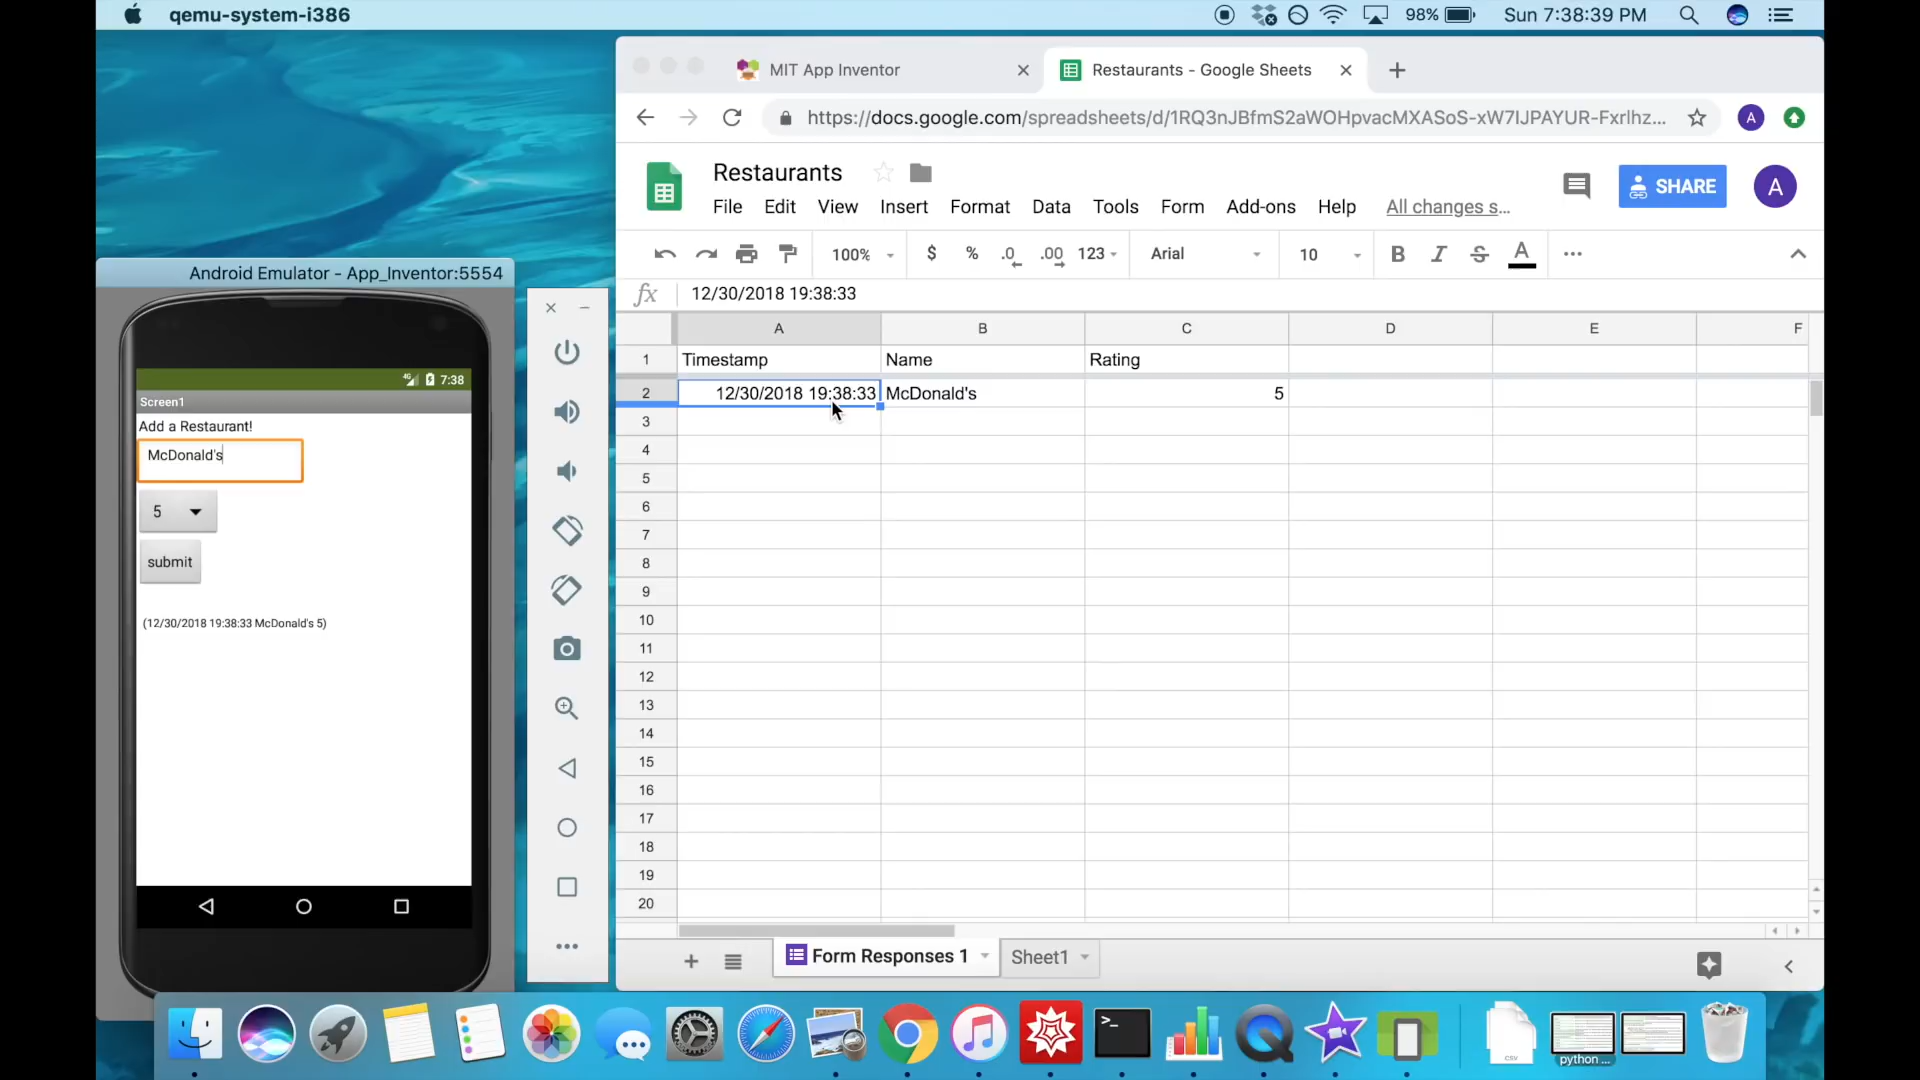 qemu-system-i386
98%
Sun 7:38:39 PM
MIT App Inventor
Restaurants - Google Sheets
https://docs.google.com/spreadsheets/d/1RQ3nJBfmS2aWOHpvacMXASoS-xW7IJPAYUR-Fxrlhz...
A
Restaurants
SHARE
A
File Edit View Insert Format Data Tools Form Add-ons Help All changes s...
100% $ % .0 .00 123 Arial 10 B I S A ...
fx 12/30/2018 19:38:33
A B C D E F
1 Timestamp Name Rating
2 12/30/2018 19:38:33 McDonald's 5
3
4
5
6
7
8
9
10
11
12
13
14
15
16
17
18
19
20
Form Responses 1 Sheet1
Android Emulator - App_Inventor:5554
4G 7:38
Screen1
Add a Restaurant!
McDonald's
5
submit
(12/30/2018 19:38:33 McDonald's 5)
>_
CSV
python ...